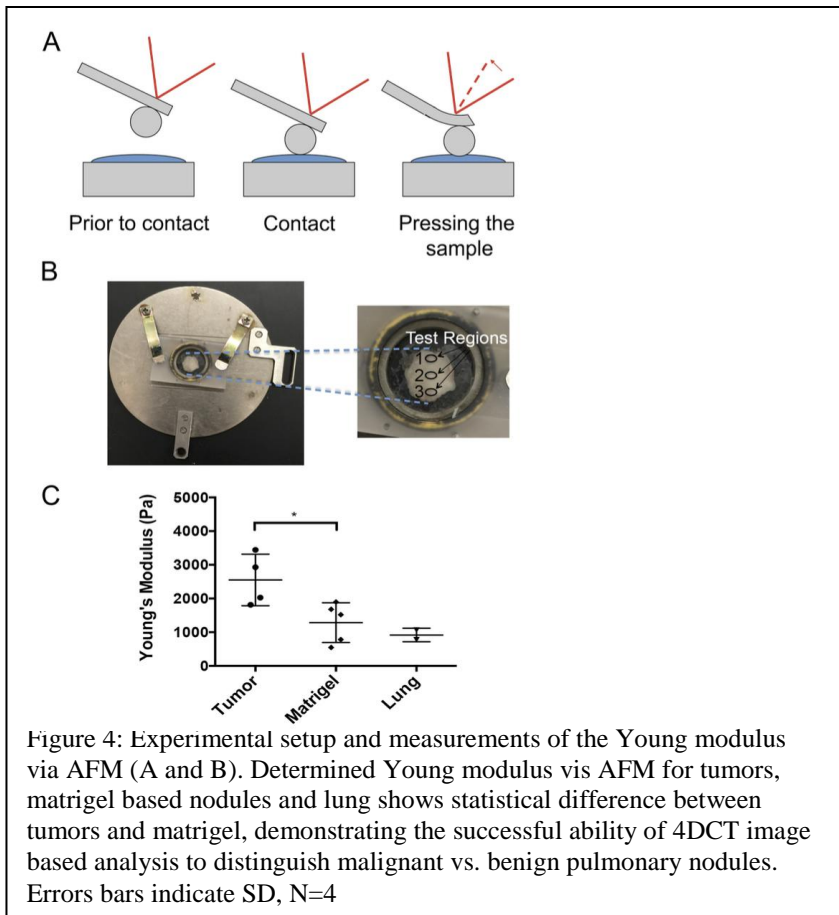 A
Prior to contact
Contact
Pressing the
sample
B
Test Regions
1
2
3
C
Young's Modulus (Pa)
5000
4000
3000
2000
1000
0
*
Tumor
Matrigel
Lung
Figure 4: Experimental setup and measurements of the Young modulus
via AFM (A and B). Determined Young modulus vis AFM for tumors,
matrigel based nodules and lung shows statistical difference between
tumors and matrigel, demonstrating the successful ability of 4DCT image
based analysis to distinguish malignant vs. benign pulmonary nodules.
Errors bars indicate SD, N=4